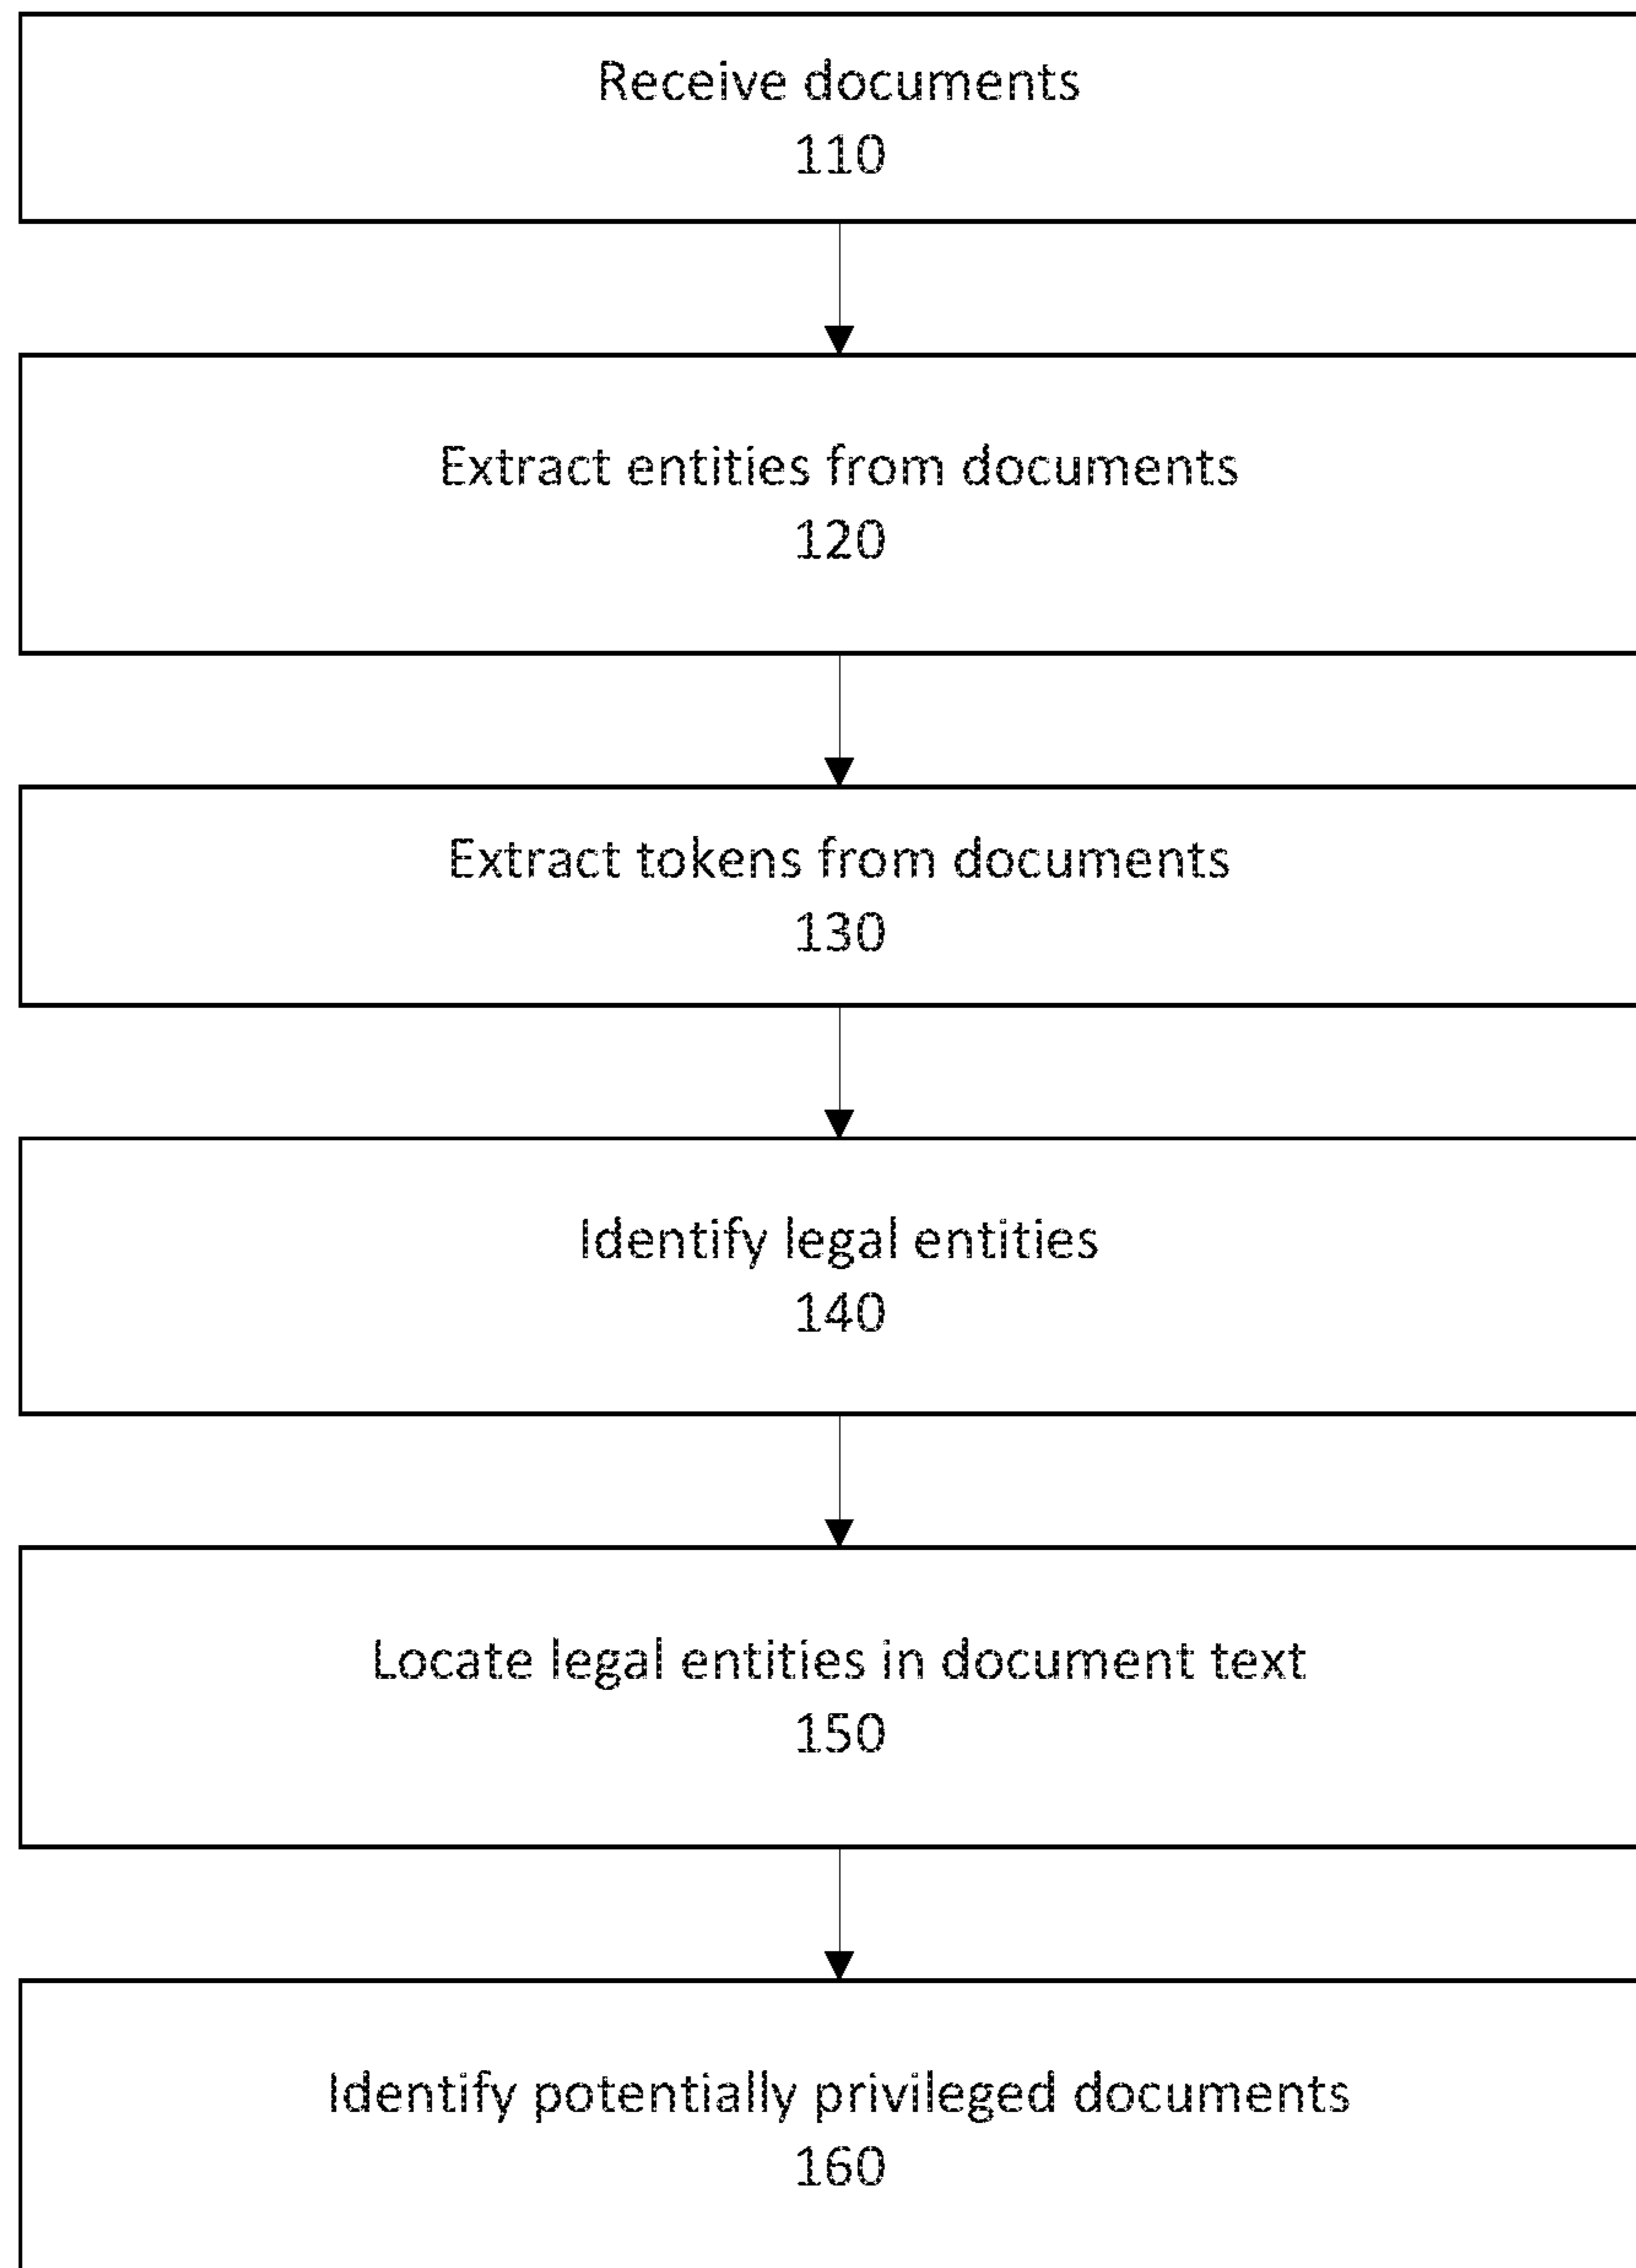 Receive documents
110
Extract entities from documents
120
Extract tokens from documents
130
Identify legal entities
140
Locate legal entities in document text
150
Identify potentially privileged documents
160